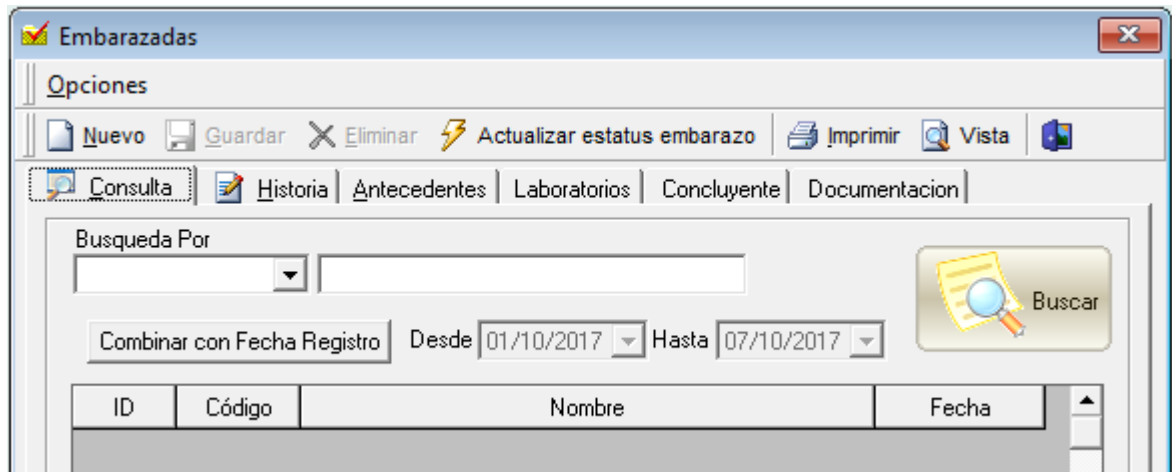 Embarazadas
Opciones
Nuevo Guardar Eliminar Actualizar estatus embarazo Imprimir Vista
Consulta Historia Antecedentes Laboratorios Concluyente Documentacion
Busqueda Por
Buscar
Combinar con Fecha Registro Desde 01/10/2017 Hasta 07/10/2017
ID Código Nombre Fecha